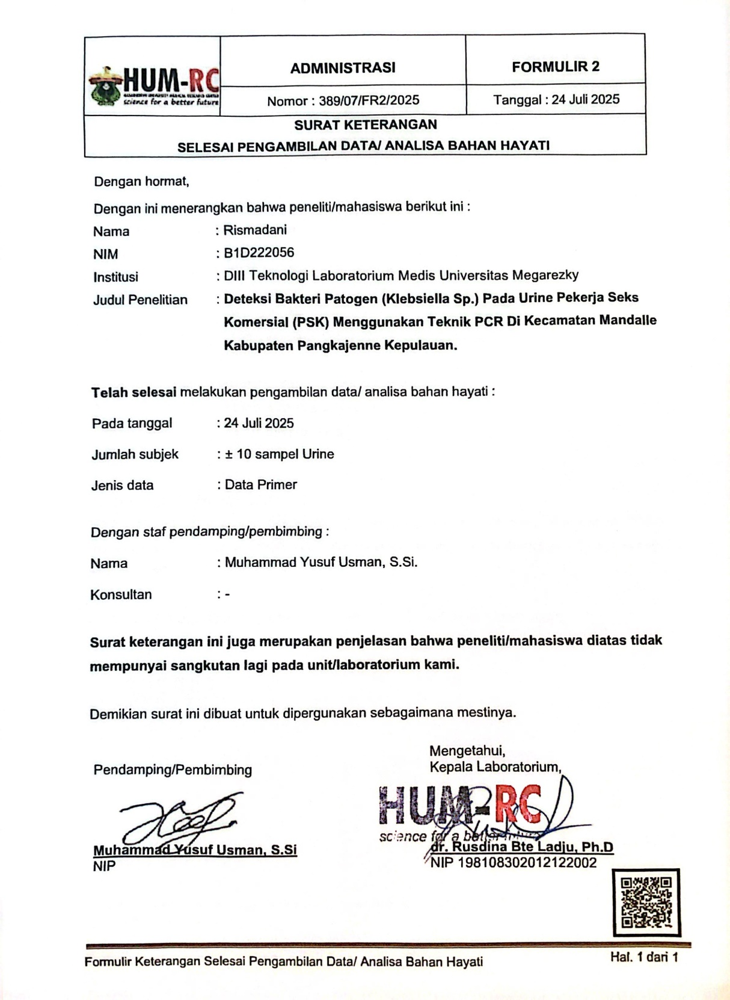 HUM-RC
science for a better future
ADMINISTRASI
FORMULIR 2
Nomor : 389/07/FR2/2025
Tanggal : 24 Juli 2025
SURAT KETERANGAN
SELESAI PENGAMBILAN DATA/ ANALISA BAHAN HAYATI
Dengan hormat,
Dengan ini menerangkan bahwa peneliti/mahasiswa berikut ini :
Nama : Rismadani
NIM : B1D222056
Institusi : DIII Teknologi Laboratorium Medis Universitas Megarezky
Judul Penelitian : Deteksi Bakteri Patogen (Klebsiella Sp.) Pada Urine Pekerja Seks
Komersial (PSK) Menggunakan Teknik PCR Di Kecamatan Mandalle
Kabupaten Pangkajenne Kepulauan.
Telah selesai melakukan pengambilan data/ analisa bahan hayati :
Pada tanggal : 24 Juli 2025
Jumlah subjek : ± 10 sampel Urine
Jenis data : Data Primer
Dengan staf pendamping/pembimbing :
Nama : Muhammad Yusuf Usman, S.Si.
Konsultan : -
Surat keterangan ini juga merupakan penjelasan bahwa peneliti/mahasiswa diatas tidak
mempunyai sangkutan lagi pada unit/laboratorium kami.
Demikian surat ini dibuat untuk dipergunakan sebagaimana mestinya.
Mengetahui,
Kepala Laboratorium,
Pendamping/Pembimbing
HUM-RC
science for a
Muhammad Yusuf Usman, S.Si
NIP
dr. Rusdina Bte Ladju, Ph.D
NIP 198108302012122002
Formulir Keterangan Selesai Pengambilan Data/ Analisa Bahan Hayati
Hal. 1 dari 1